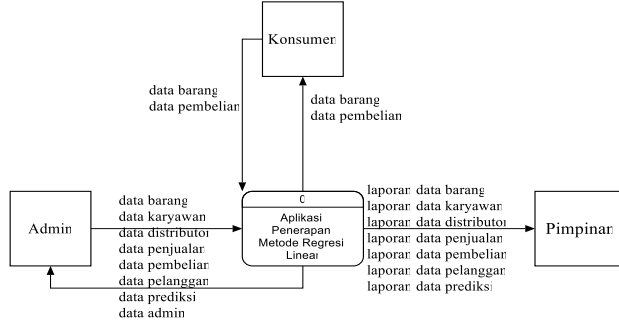 Konsumen
data barang
data pembelian
data barang
data pembelian
Admin
data barang
data karyawan
data distributor
data penjualan
data pembelian
data pelanggan
data prediksi
data admin
0
Aplikasi
Penerapan
Metode Regresi
Linear
laporan data barang
laporan data karyawan
laporan data distributor
laporan data penjualan
laporan data pembelian
laporan data pelanggan
laporan data prediksi
Pimpinan